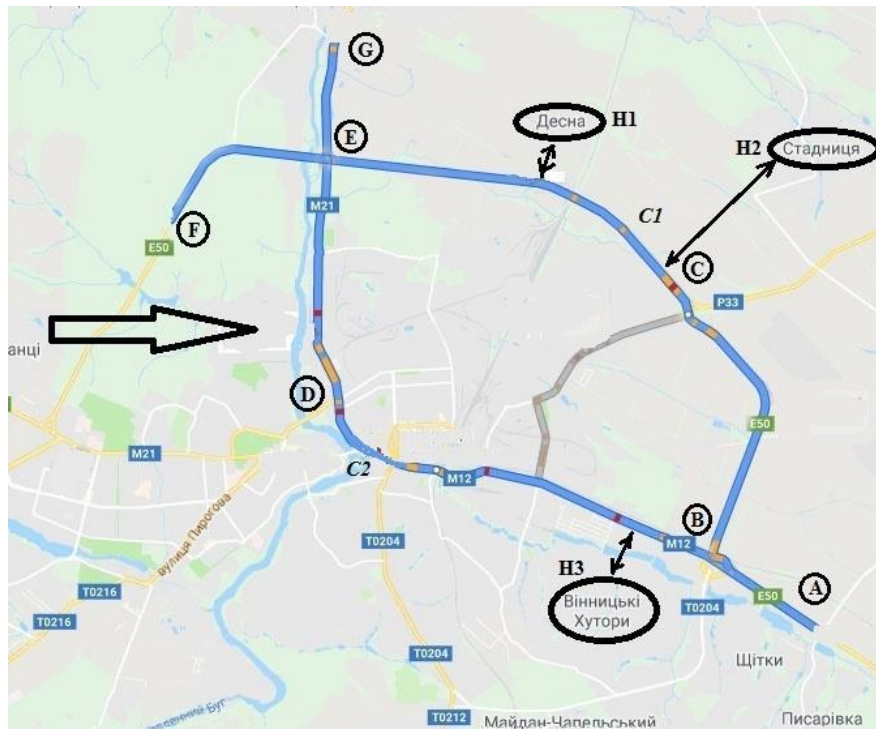 G
Десна
H1
E
H2
Стадниця
M21
C1
F
E50
C
P33
анці
D
E50
M21
C2
M12
вулиця Пирогова
B
M12
T0204
H3
A
E50
T0216
Вінницькі
Хутори
T0204
T0216
T0204
Щітки
T0212
Майдан-Чапельський
Писарівка